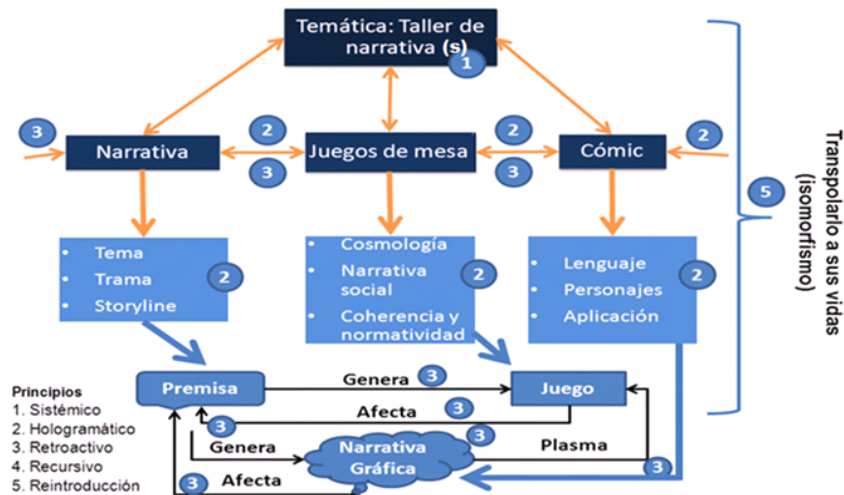 Temática: Taller de
narrativa (s)
1
3
2
2
2
Narrativa
Juegos de mesa
Cómic
3
3
5
Transpolarlo a sus vidas
(isomorfismo)
• Tema
• Trama
• Storyline
2
• Cosmología
• Narrativa
social
• Coherencia y
normatividad
2
• Lenguaje
• Personajes
• Aplicación
2
Premisa
Genera
3
Juego
Afecta
3
3
Genera
Narrativa
Gráfica
3
Plasma
3
Afecta
3
Principios
1. Sistémico
2. Hologramático
3. Retroactivo
4. Recursivo
5. Reintroducción